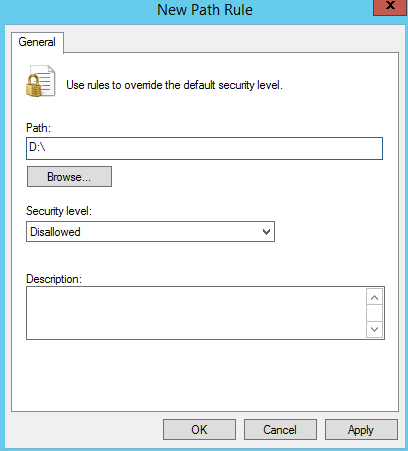 New Path Rule
x
General
Use rules to override the default security level.
Path:
D:\
Browse...
Security level:
Disallowed
Description:
OK
Cancel
Apply